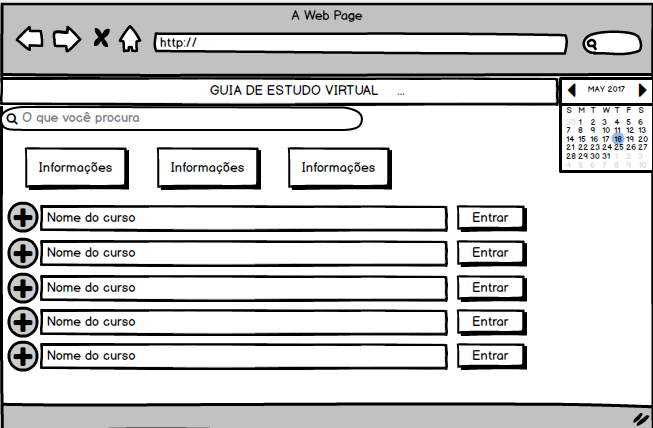 A Web Page
http://
GUIA DE ESTUDO VIRTUAL ...
MAY 2017
S M T W T F S
30 1 2 3 4 5 6
7 8 9 10 11 12 13
14 15 16 17 18 19 20
21 22 23 24 25 26 27
28 29 30 31 1 2 3
4 5 6 7 8 9 10
O que você procura
Informações Informações Informações
Nome do curso Entrar
Nome do curso Entrar
Nome do curso Entrar
Nome do curso Entrar
Nome do curso Entrar